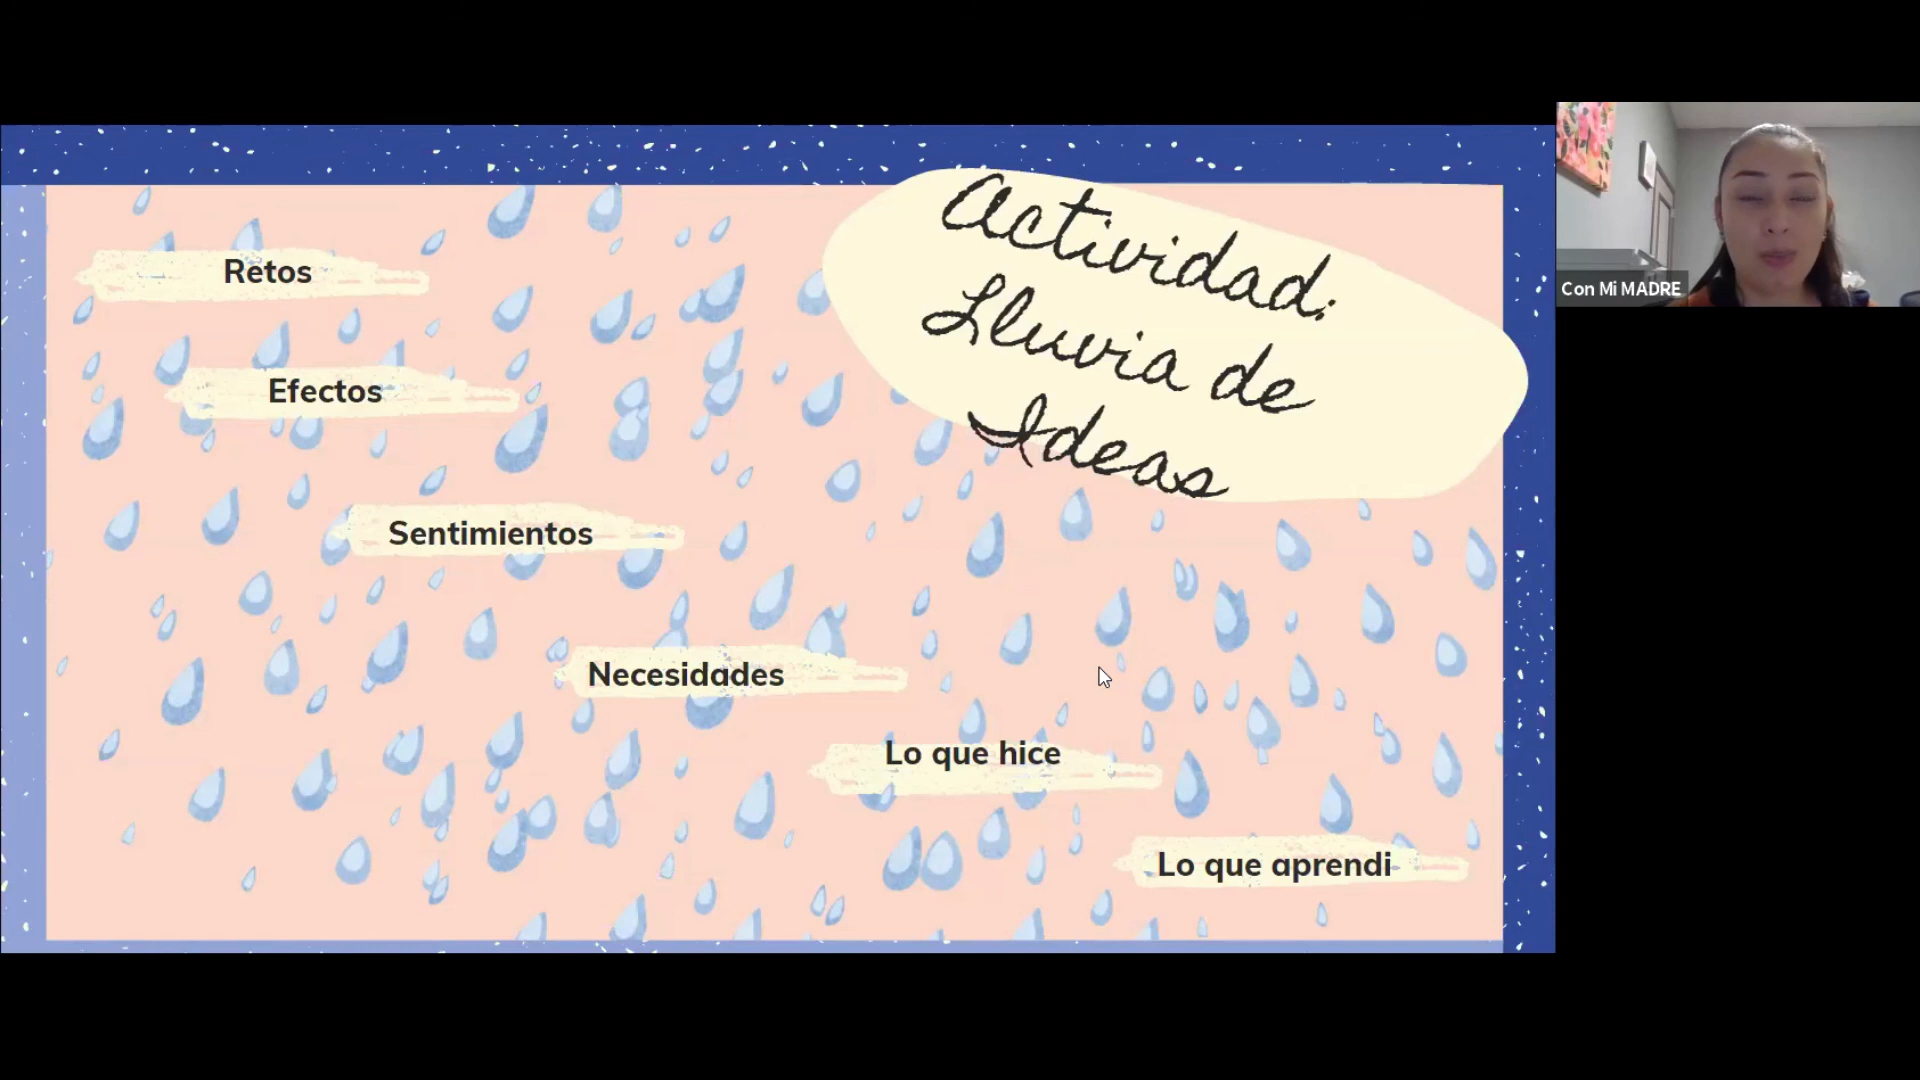 Actividad:
Lluvia de
Ideas
Retos
Efectos
Sentimientos
Necesidades
Lo que hice
Lo que aprendi
Con Mi MADRE